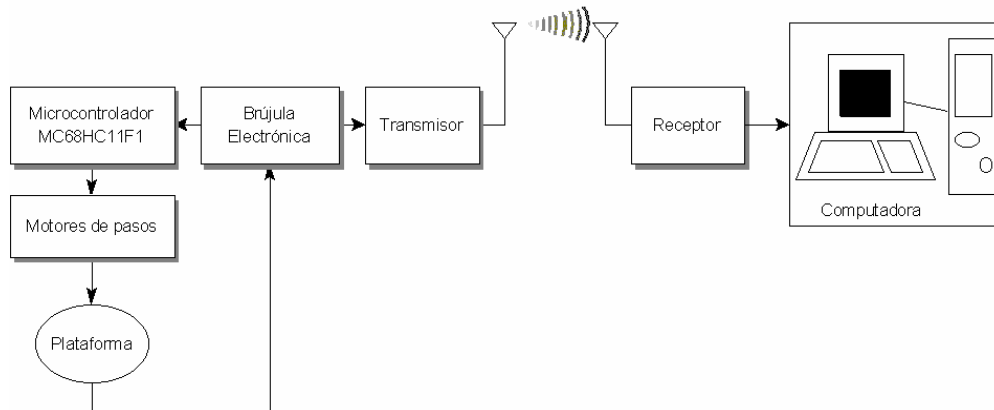 Microcontrolador
MC68HC11F1
Brújula
Electrónica
Transmisor
Receptor
Computadora
Motores de pasos
Plataforma